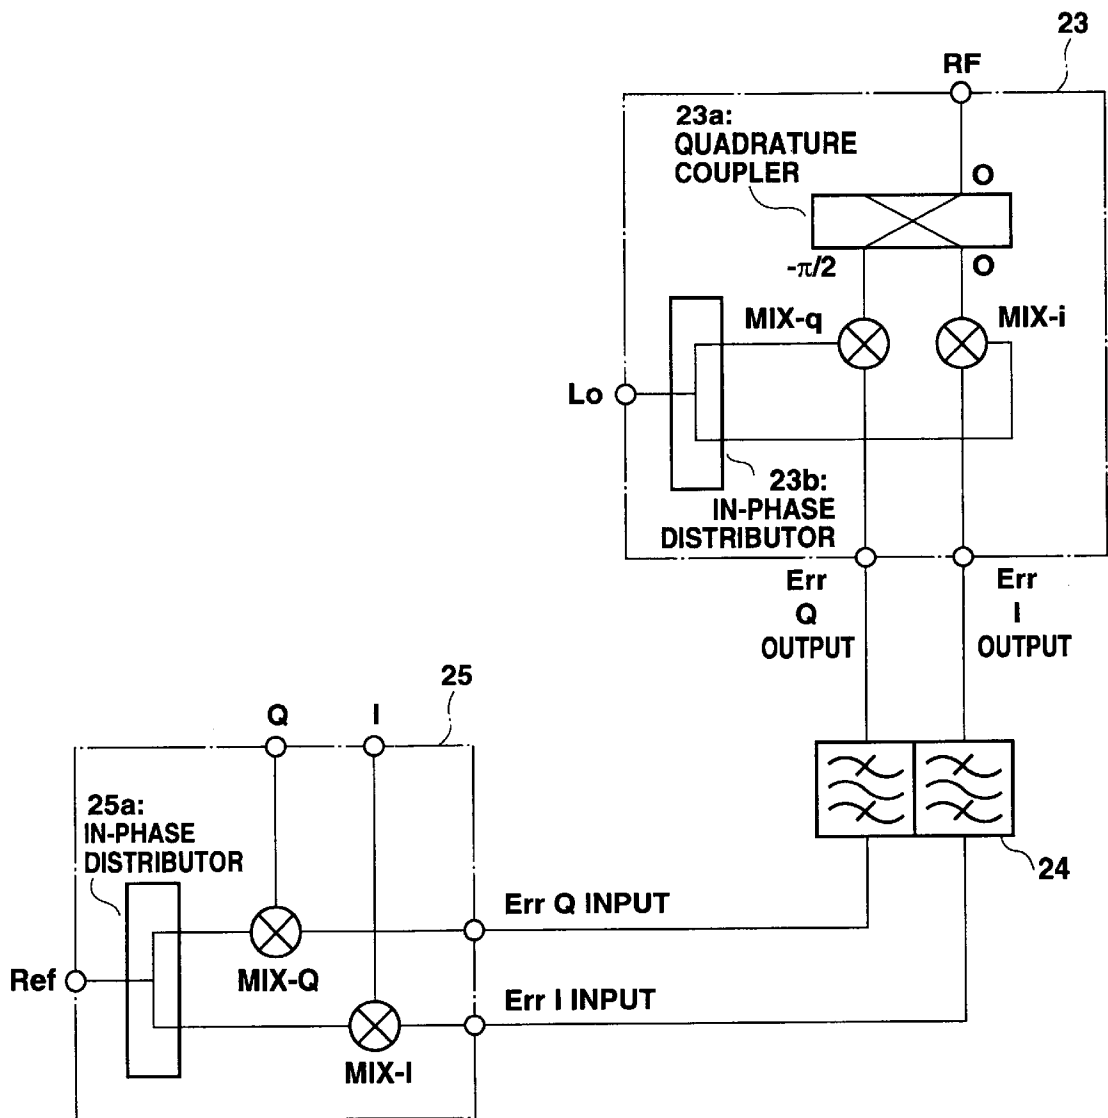 23
RF
23a:
QUADRATURE
COUPLER
O
-π/2
O
MIX-q
MIX-i
Lo
23b:
IN-PHASE
DISTRIBUTOR
Err
Q
OUTPUT
Err
I
OUTPUT
25
Q
I
25a:
IN-PHASE
DISTRIBUTOR
24
Err Q INPUT
Ref
MIX-Q
Err I INPUT
MIX-I